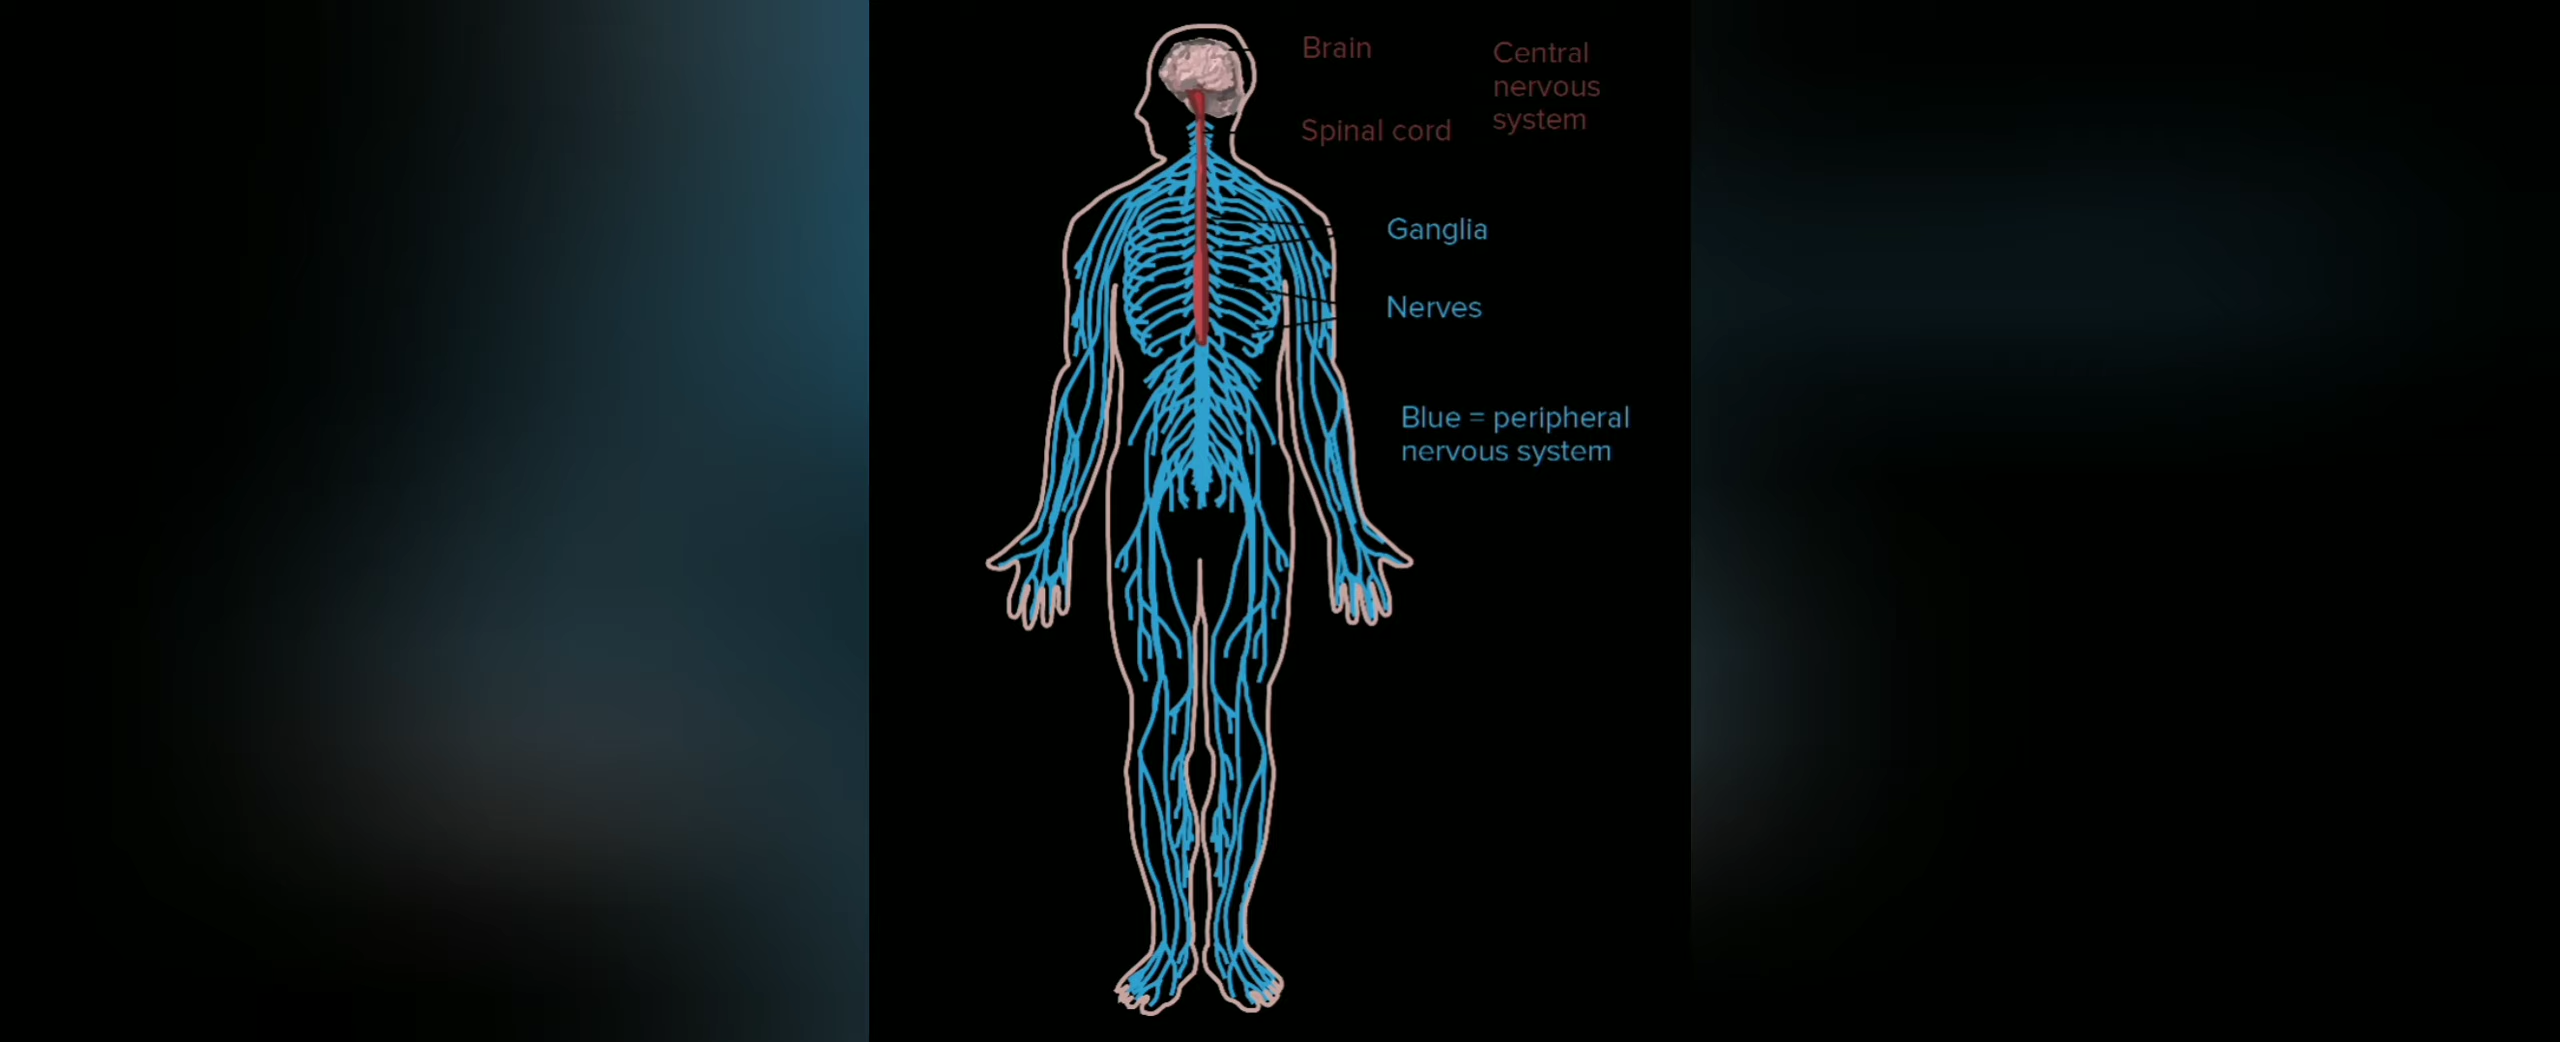 Brain
Central
nervous
system
Spinal cord
Ganglia
Nerves
Blue = peripheral
nervous system